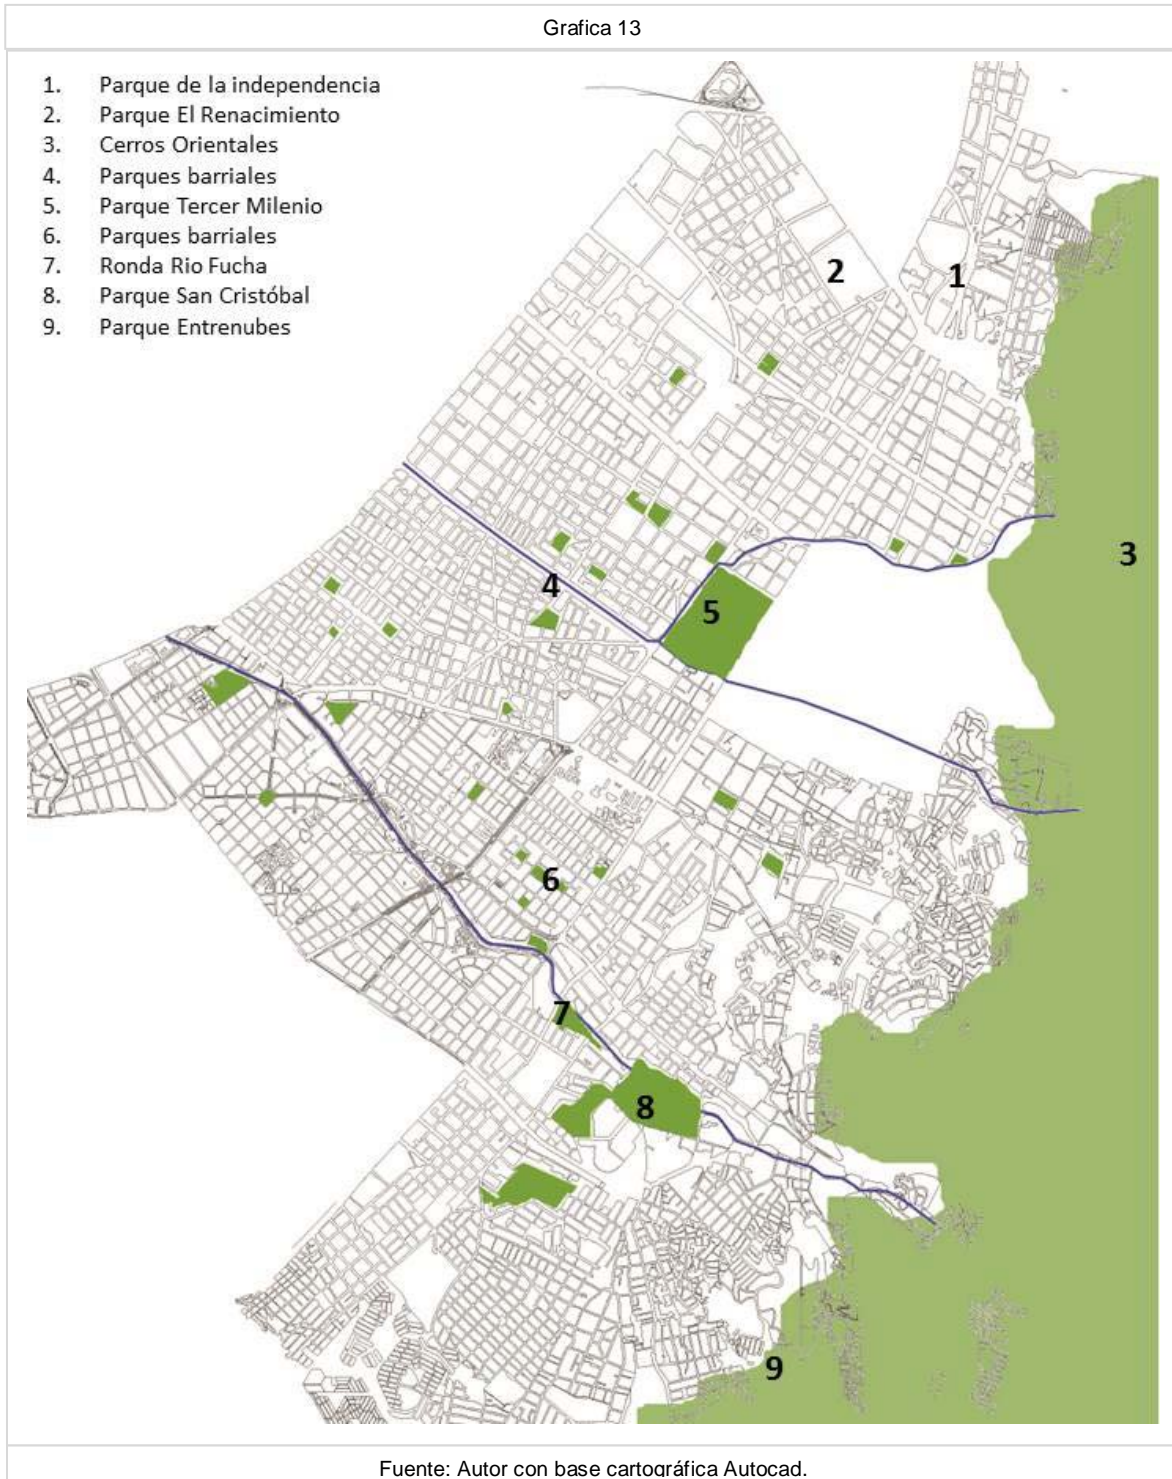 Grafica 13
1. Parque de la independencia
2. Parque El Renacimiento
3. Cerros Orientales
4. Parques barriales
5. Parque Tercer Milenio
6. Parques barriales
7. Ronda Rio Fucha
8. Parque San Cristóbal
9. Parque Entrenubes
2
1
3
4
5
6
7
8
9
Fuente: Autor con base cartográfica Autocad.